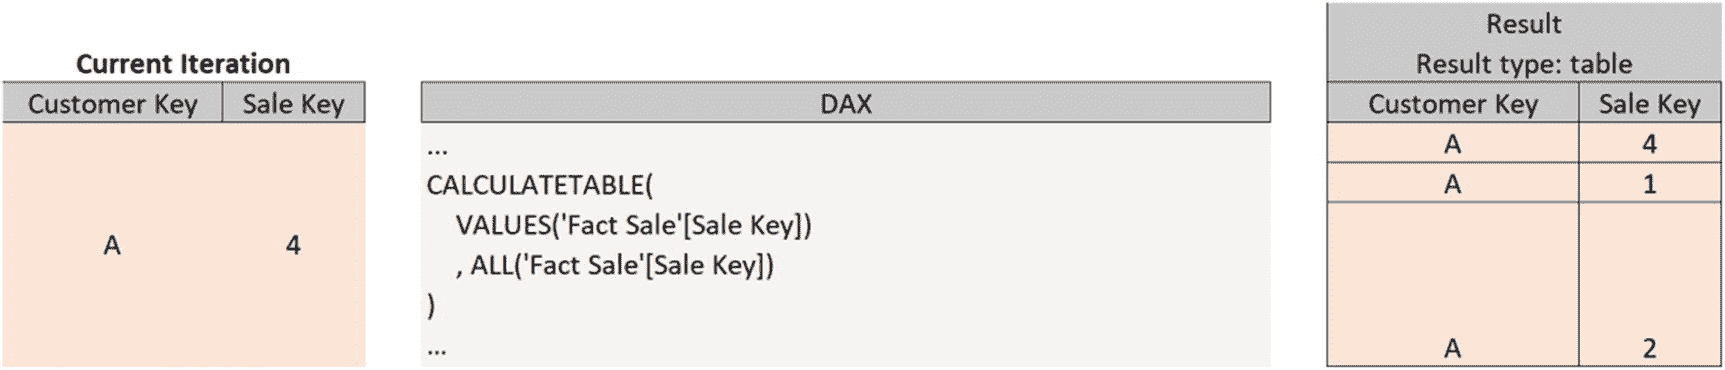 Current Iteration
Customer Key Sale Key
A 4
DAX
...
CALCULATETABLE(
VALUES('Fact Sale'[Sale Key])
, ALL('Fact Sale'[Sale Key])
)
...
Result
Result type: table
Customer Key Sale Key
A 4
A 1
A 2